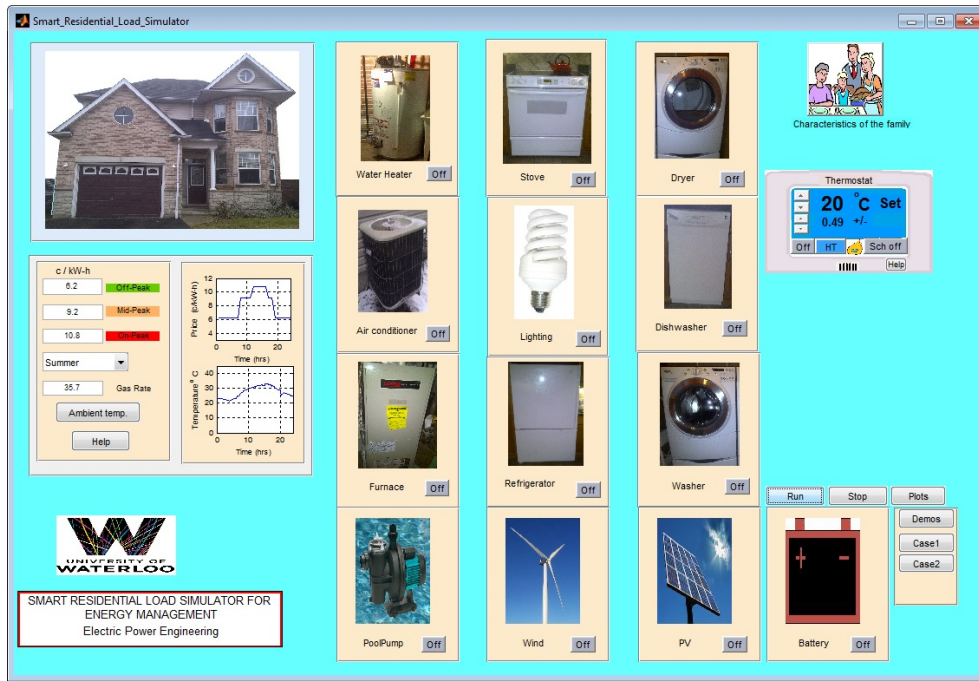 Smart_Residential_Load_Simulator
Water Heater
Off
Stove
Off
Dryer
Off
Characteristics of the family
Thermostat
20 °C Set
0.49 +/-
Off HT Sch off
Help
c / kW-h
6.2 Off-Peak
9.2 Mid-Peak
10.8 On-Peak
Summer
35.7 Gas Rate
Ambient temp.
Help
Price (c/kW-h)
12
10
8
6
4
0 10 20
Time (hrs)
Temperature° C
40
30
20
10
0
0 10 20
Time (hrs)
Air conditioner
Off
Lighting
Off
Dishwasher
Off
Furnace
Off
Refrigerator
Off
Washer
Off
Run Stop Plots
Demos
Case1
Case2
UNIVERSITY OF
WATERLOO
SMART RESIDENTIAL LOAD SIMULATOR FOR
ENERGY MANAGEMENT
Electric Power Engineering
PoolPump
Off
Wind
Off
PV
Off
Battery
Off